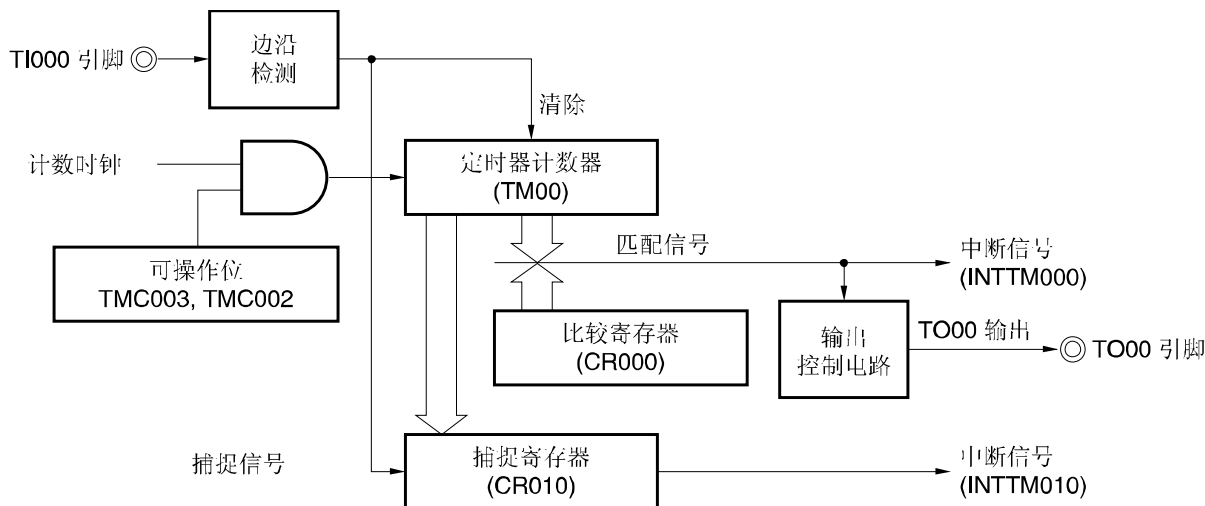 TI000 引脚
边沿
检测
清除
计数时钟
定时器计数器
(TM00)
可操作位
TMC003, TMC002
匹配信号
中断信号
(INTTM000)
比较寄存器
(CR000)
输出
控制电路
TO00 输出
TO00 引脚
捕捉信号
捕捉寄存器
(CR010)
中断信号
(INTTM010)